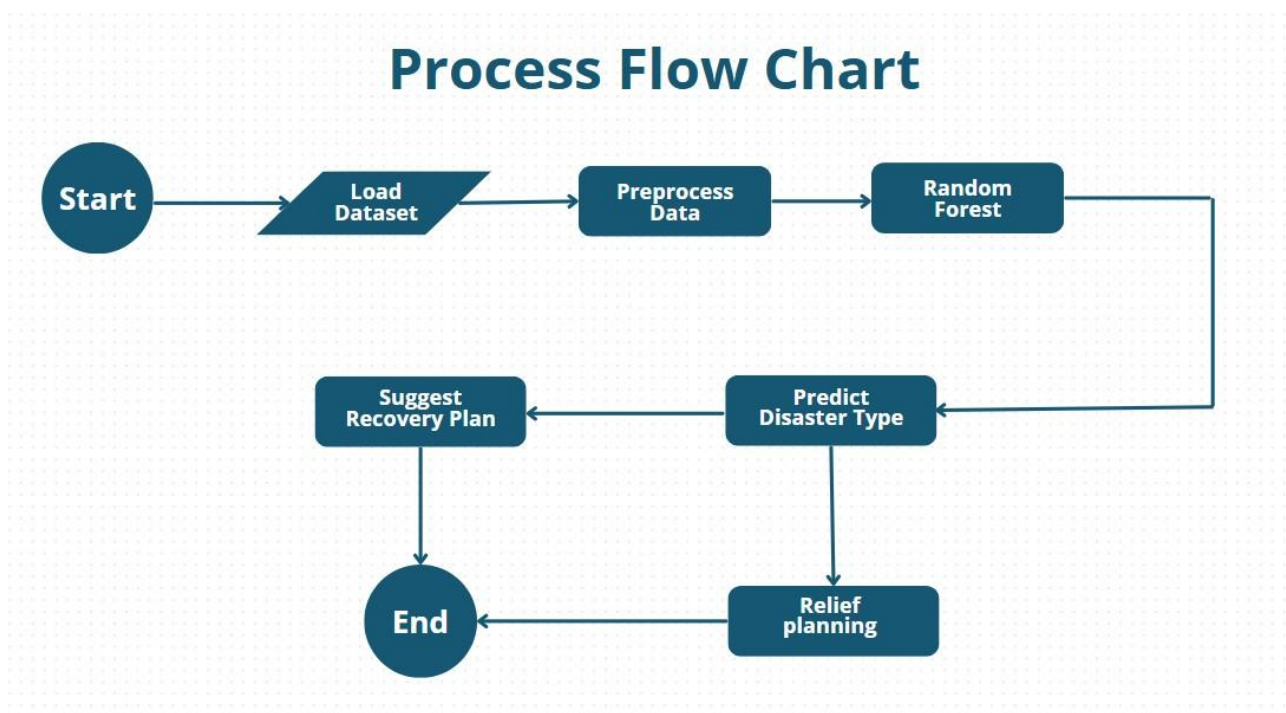 Process Flow Chart
Start
Load
Dataset
Preprocess
Data
Random
Forest
Predict
Disaster Type
Suggest
Recovery Plan
Relief
planning
End